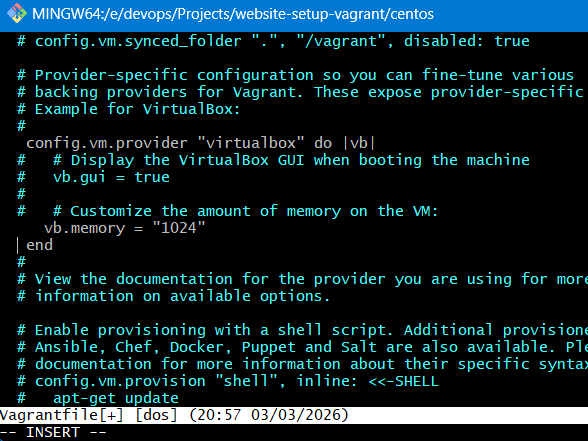 MINGW64:/e/devops/Projects/website-setup-vagrant/centos
# config.vm.synced_folder ".", "/vagrant", disabled: true
# Provider-specific configuration so you can fine-tune various
# backing providers for Vagrant. These expose provider-specific
# Example for VirtualBox:
#
config.vm.provider "virtualbox" do |vb|
#   # Display the VirtualBox GUI when booting the machine
#   vb.gui = true
#
#   # Customize the amount of memory on the VM:
vb.memory = "1024"
end
#
# View the documentation for the provider you are using for more
# information on available options.
# Enable provisioning with a shell script. Additional provisione
# Ansible, Chef, Docker, Puppet and Salt are also available. Ple
# documentation for more information about their specific syntax
# config.vm.provision "shell", inline: <<-SHELL
#   apt-get update
Vagrantfile[+] [dos] (20:57 03/03/2026)
-- INSERT --